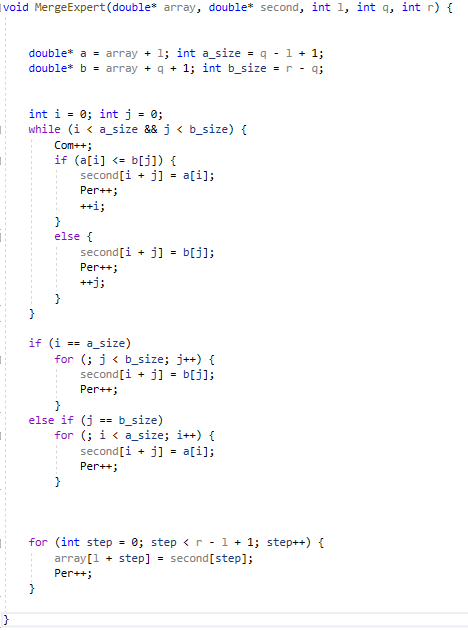 void MergeExpert(double* array, double* second, int l, int q, int r) {
double* a = array + l; int a_size = q - l + 1;
double* b = array + q + 1; int b_size = r - q;
int i = 0; int j = 0;
while (i < a_size && j < b_size) {
Com++;
if (a[i] <= b[j]) {
second[i + j] = a[i];
Per++;
++i;
}
else {
second[i + j] = b[j];
Per++;
++j;
}
}
if (i == a_size)
for (; j < b_size; j++) {
second[i + j] = b[j];
Per++;
}
else if (j == b_size)
for (; i < a_size; i++) {
second[i + j] = a[i];
Per++;
}
for (int step = 0; step < r - l + 1; step++) {
array[l + step] = second[step];
Per++;
}
}